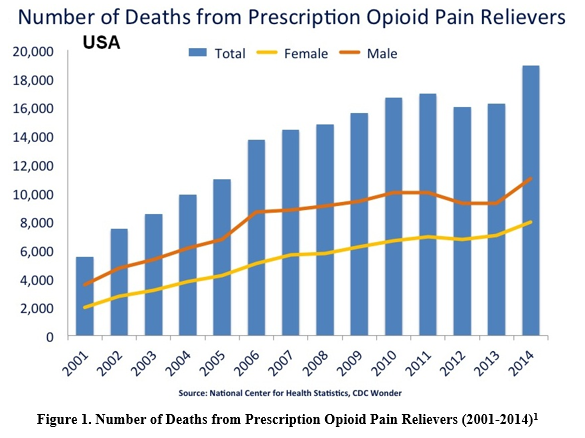 Number of Deaths from Prescription Opioid Pain Relievers
USA
Total Female Male
20,000
18,000
16,000
14,000
12,000
10,000
8,000
6,000
4,000
2,000
0
2001 2002 2003 2004 2005 2006 2007 2008 2009 2010 2011 2012 2013 2014
Source: National Center for Health Statistics, CDC Wonder
Figure 1. Number of Deaths from Prescription Opioid Pain Relievers (2001-2014)1